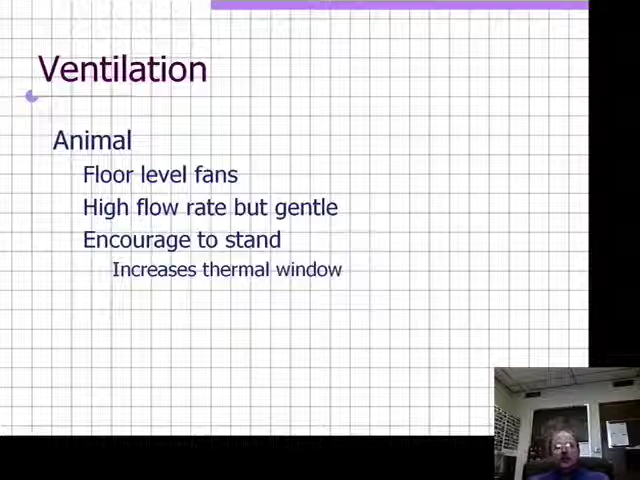 Ventilation
Animal
Floor level fans
High flow rate but gentle
Encourage to stand
Increases thermal window